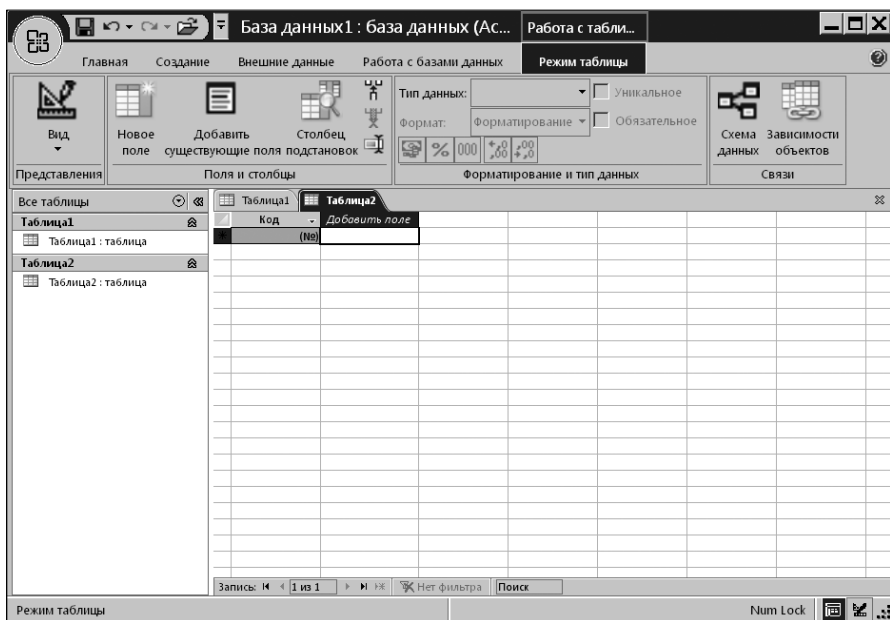 База данных1 : база данных (Ac... Работа с табли...
Главная Создание Внешние данные Работа с базами данных Режим таблицы
Вид
Представления
Новое поле
Добавить существующие поля
Столбец подстановок
Поля и столбцы
Тип данных:
Уникальное
Формат: Форматирование
Обязательное
% 000
Форматирование и тип данных
Схема данных
Зависимости объектов
Связи
Все таблицы
Таблица1
Таблица1 : таблица
Таблица2
Таблица2 : таблица
Таблица1 Таблица2
Код Добавить поле
(№)
Запись: 1 из 1 Нет фильтра Поиск
Режим таблицы Num Lock